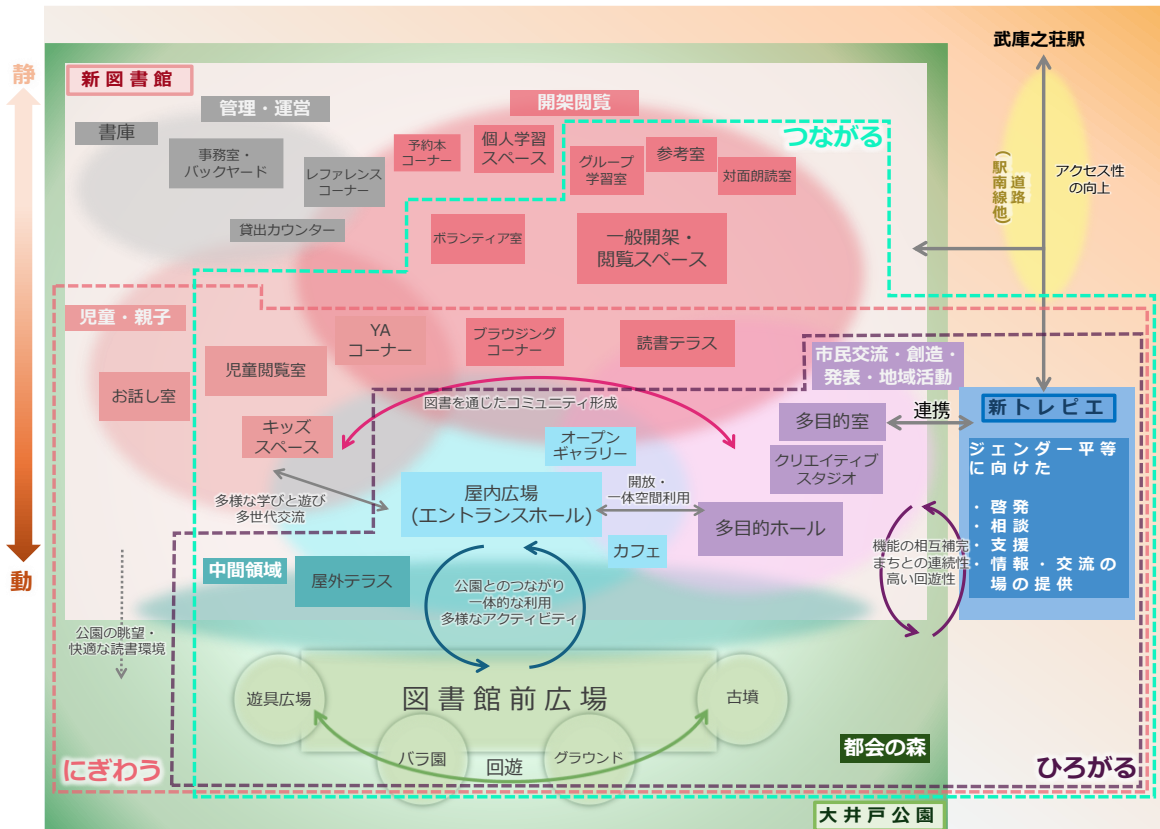 武庫之荘駅
静
新図書館
管理・運営
開架閲覧
書庫
事務室・
バックヤード
レファレンス
コーナー
貸出カウンター
予約本
コーナー
個人学習
スペース
つながる
グループ
学習室
参考室
対面朗読室
ボランティア室
一般開架・
閲覧スペース
道路
(駅南線他)
アクセス性
の向上
児童・親子
YA
コーナー
ブラウジング
コーナー
読書テラス
児童閲覧室
お話し室
キッズ
スペース
市民交流・創造・
発表・地域活動
図書を通じたコミュニティ形成
多目的室
連携
新トレピエ
オープン
ギャラリー
クリエイティブ
スタジオ
ジェンダー平等
に向けた
・啓発
・相談
・支援
・情報・交流の
場の提供
多様な学びと遊び
多世代交流
屋内広場
(エントランスホール)
開放・
一体空間利用
多目的ホール
カフェ
機能の相互補完
まちとの連続性
高い回遊性
中間領域
屋外テラス
公園とのつながり
一体的な利用
多様なアクティビティ
動
公園の眺望・
快適な読書環境
遊具広場
図書館前広場
古墳
バラ園
回遊
グラウンド
都会の森
にぎわう
ひろがる
大井戸公園